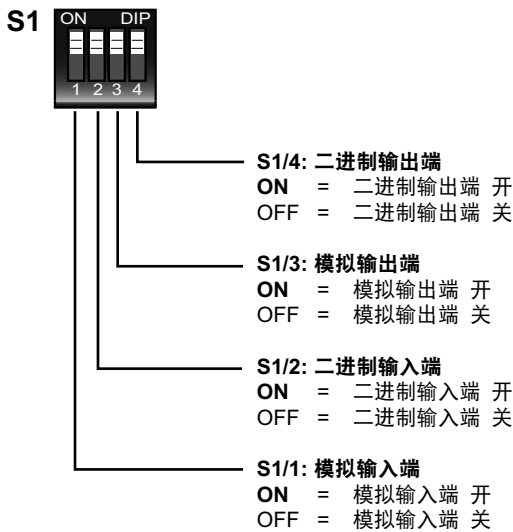 S1
ON DIP
1 2 3 4
S1/4: 二进制输出端
ON = 二进制输出端 开
OFF = 二进制输出端 关
S1/3: 模拟输出端
ON = 模拟输出端 开
OFF = 模拟输出端 关
S1/2: 二进制输入端
ON = 二进制输入端 开
OFF = 二进制输入端 关
S1/1: 模拟输入端
ON = 模拟输入端 开
OFF = 模拟输入端 关